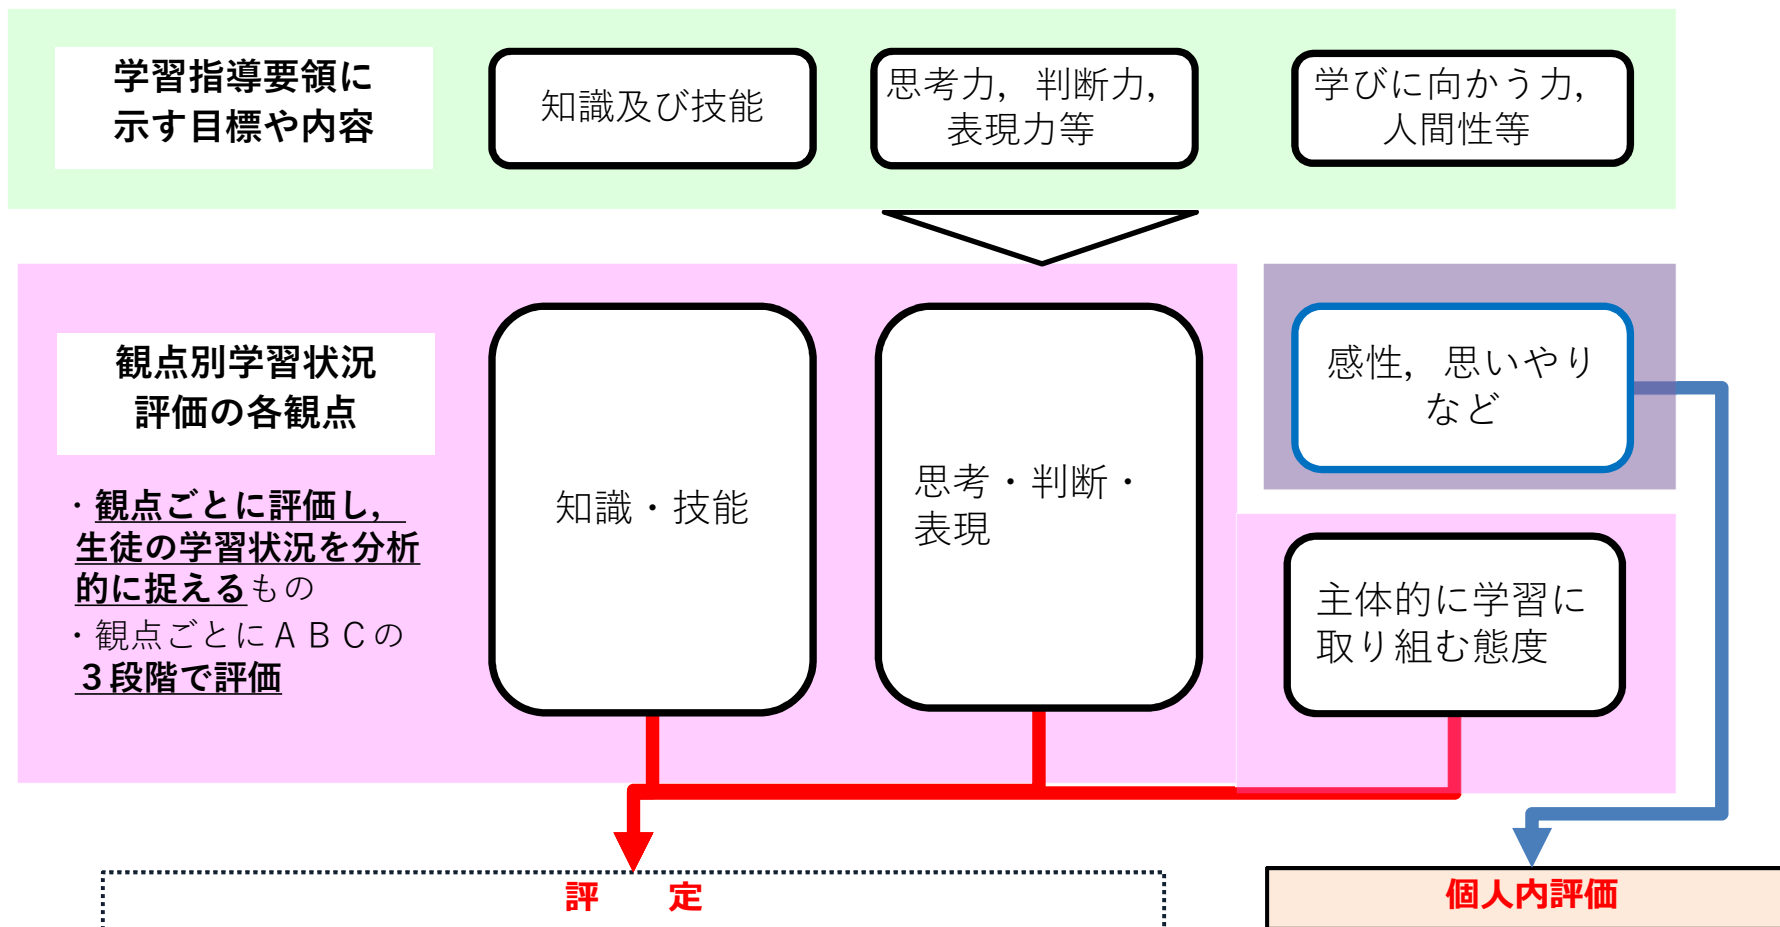 学習指導要領に
示す目標や内容
知識及び技能
思考力，判断力，
表現力等
学びに向かう力，
人間性等
観点別学習状況
評価の各観点
・観点ごとに評価し，
生徒の学習状況を分析
的に捉えるもの
・観点ごとにＡＢＣの
３段階で評価
知識・技能
思考・判断・
表現
感性，思いやり
など
主体的に学習に
取り組む態度
評　定
個人内評価